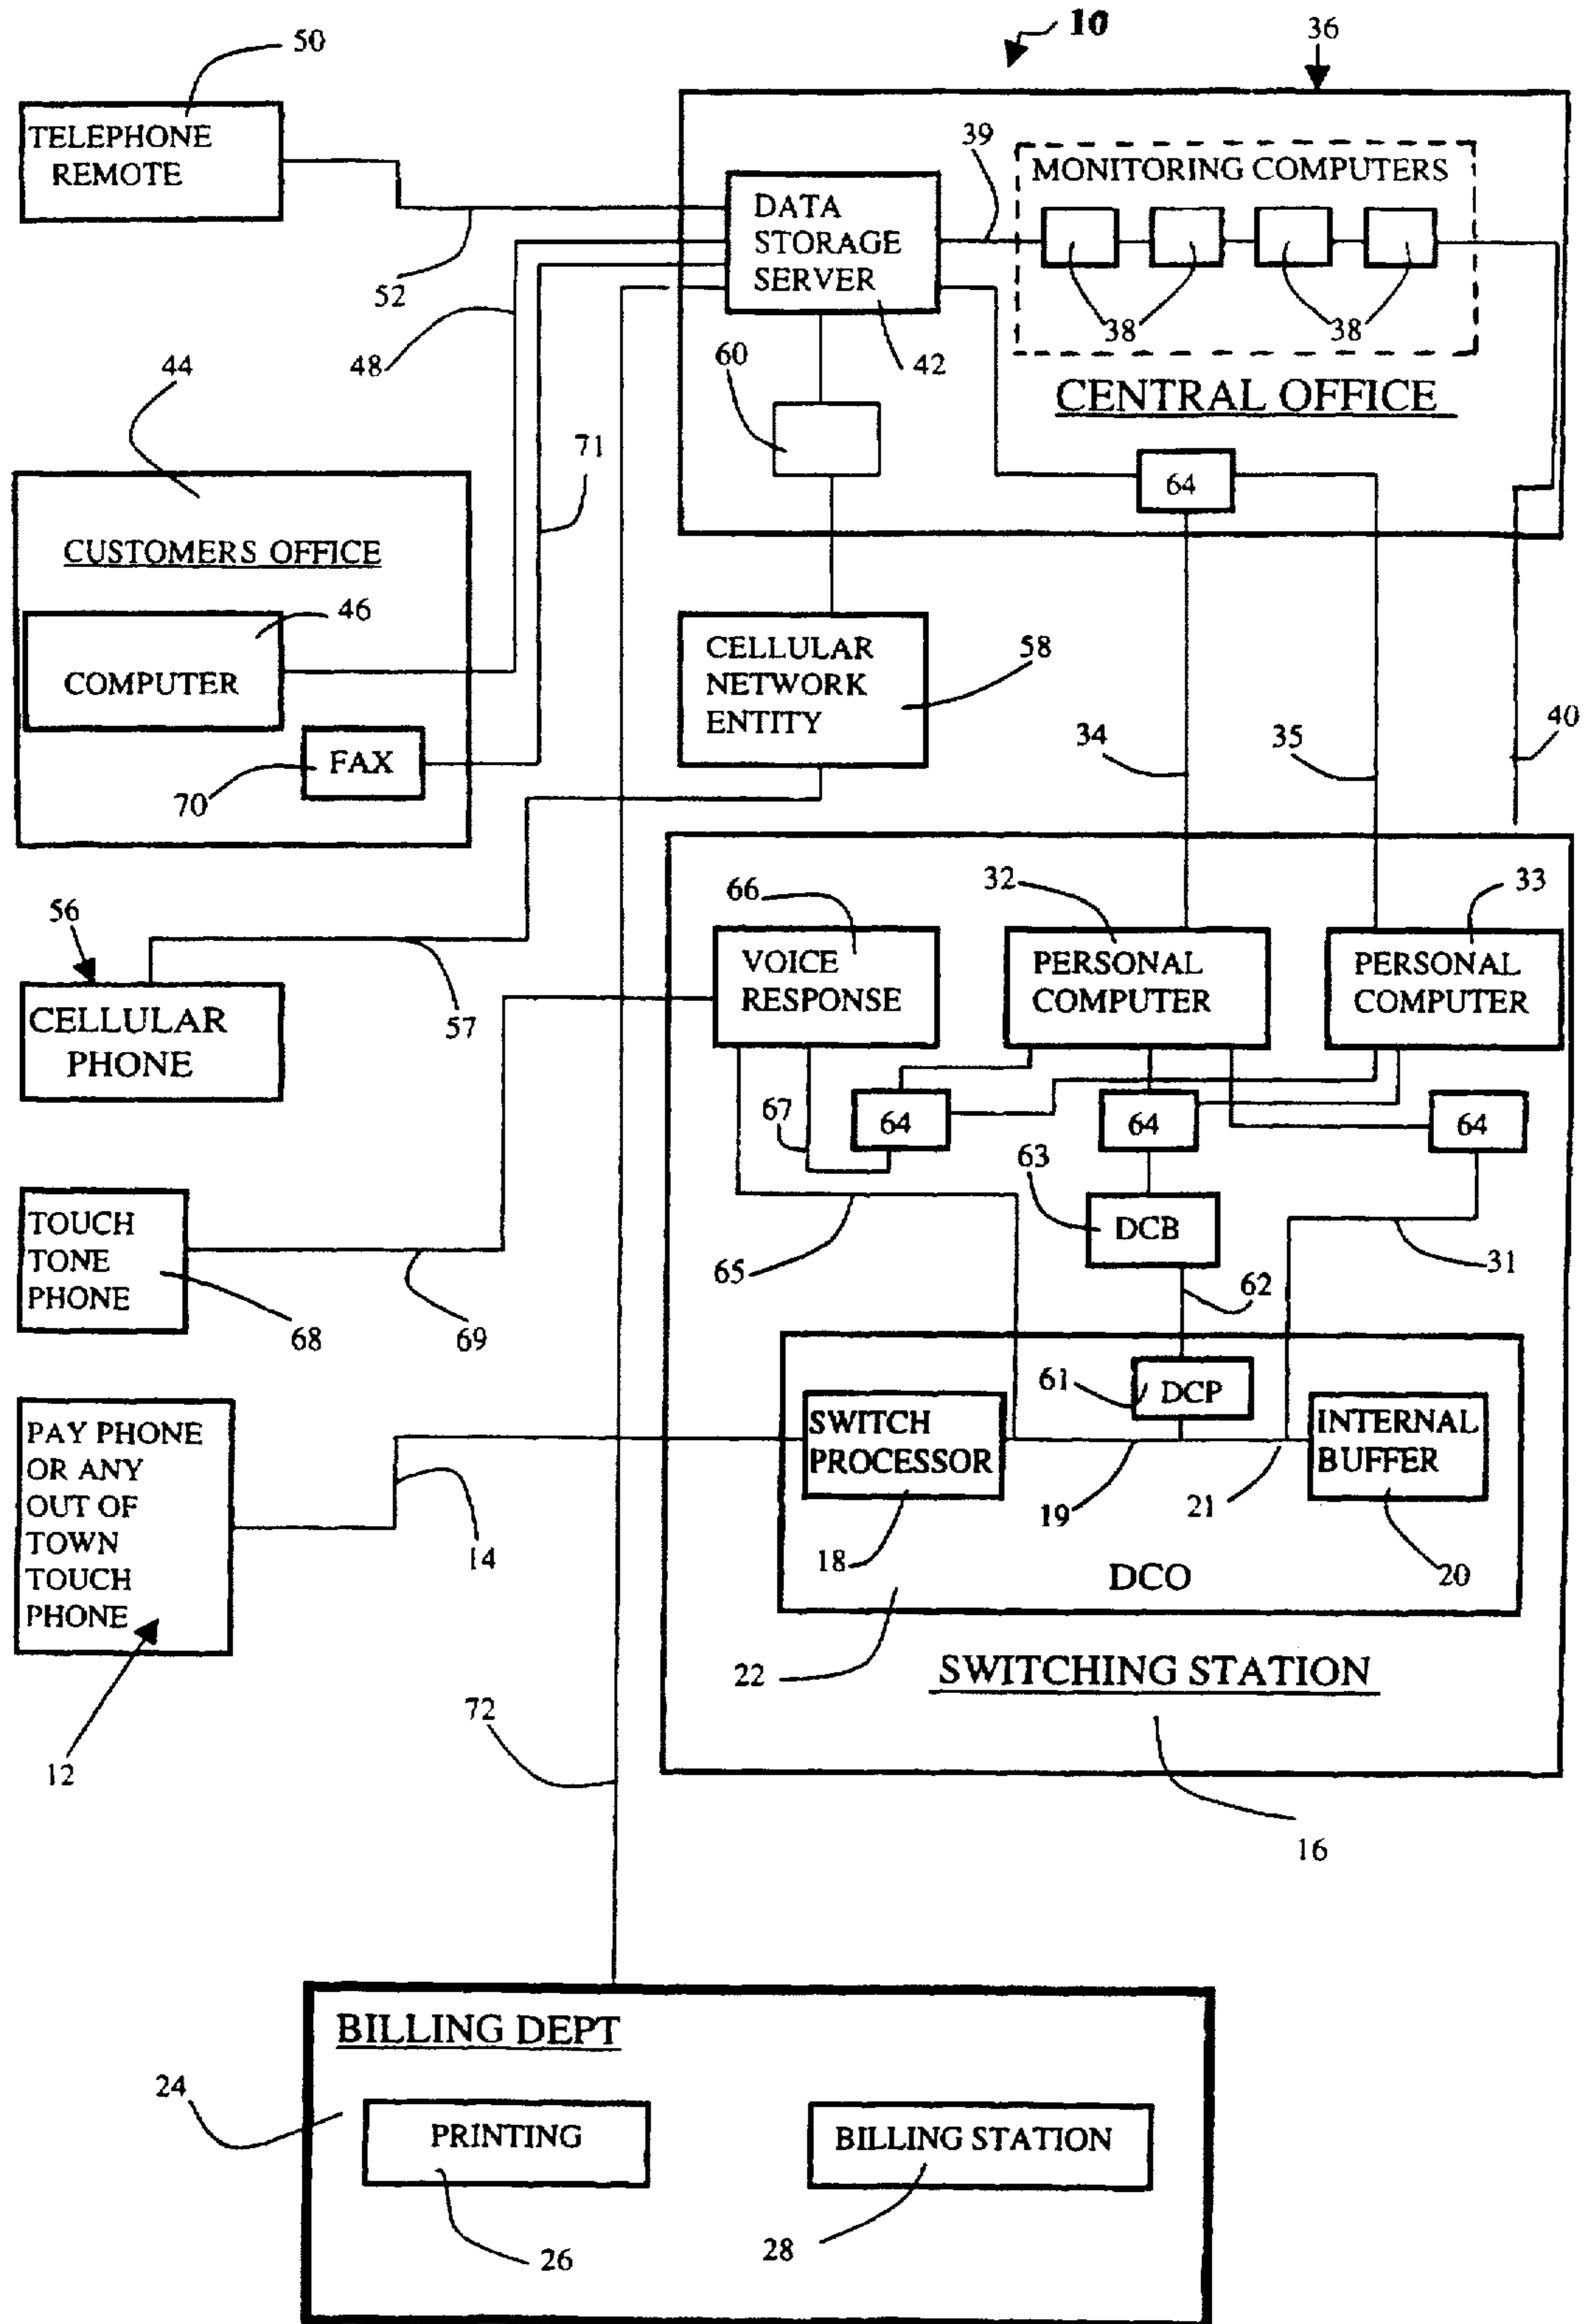 10
36
50
TELEPHONE
REMOTE
52
39
MONITORING COMPUTERS
38
38
DATA
STORAGE
SERVER
42
60
CENTRAL OFFICE
64
48
71
44
CUSTOMERS OFFICE
46
COMPUTER
FAX
70
CELLULAR
NETWORK
ENTITY
58
34
35
40
56
CELLULAR
PHONE
57
66
VOICE
RESPONSE
32
PERSONAL
COMPUTER
33
PERSONAL
COMPUTER
67
64
64
64
63
DCB
65
62
31
TOUCH
TONE
PHONE
68
69
61
DCP
SWITCH
PROCESSOR
INTERNAL
BUFFER
18
19
21
20
DCO
22
SWITCHING STATION
16
PAY PHONE
OR ANY
OUT OF
TOWN
TOUCH
PHONE
14
12
72
BILLING DEPT
24
PRINTING
BILLING STATION
26
28